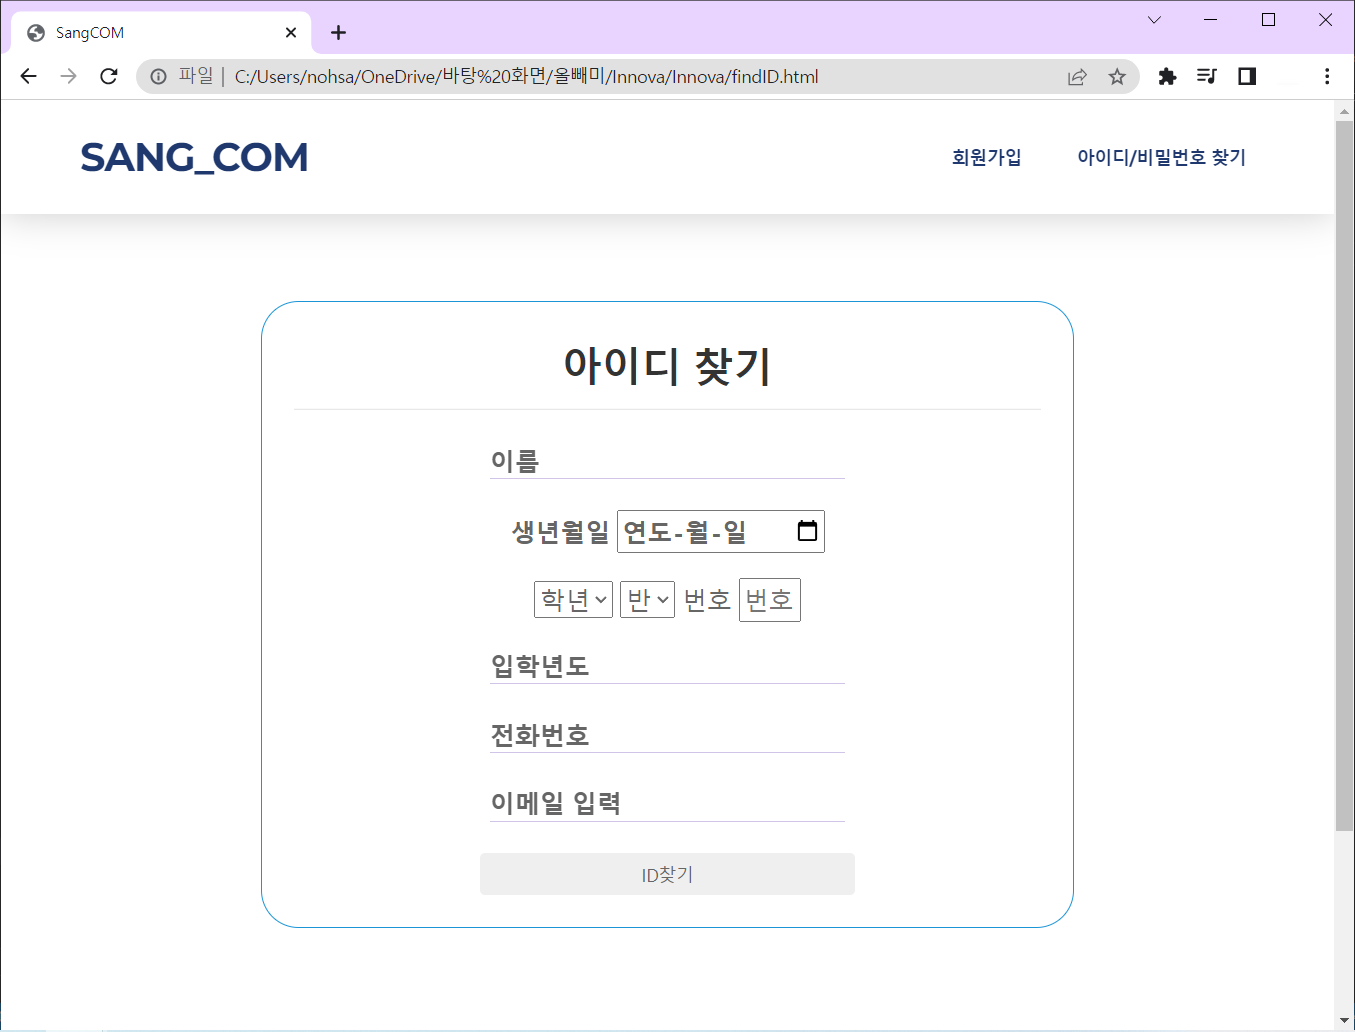 SangCOM
파일 | C:/Users/nohsa/OneDrive/바탕%20화면/올빼미/Innova/Innova/findID.html
SANG_COM 회원가입 아이디/비밀번호 찾기
아이디 찾기
이름
생년월일 연도-월-일
학년 반 번호 번호
입학년도
전화번호
이메일 입력
ID찾기